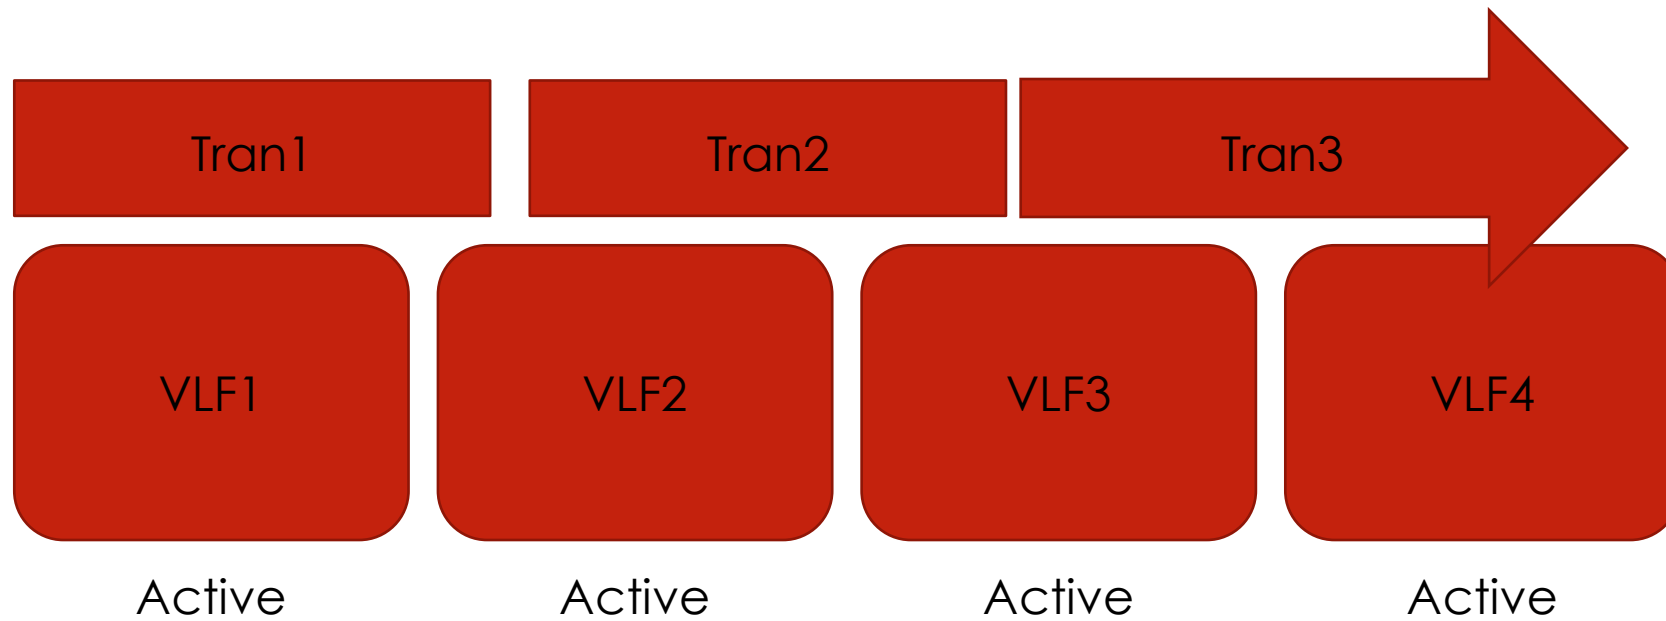 Tran1 Tran2 Tran3
VLF1 VLF2 VLF3 VLF4
Active Active Active Active